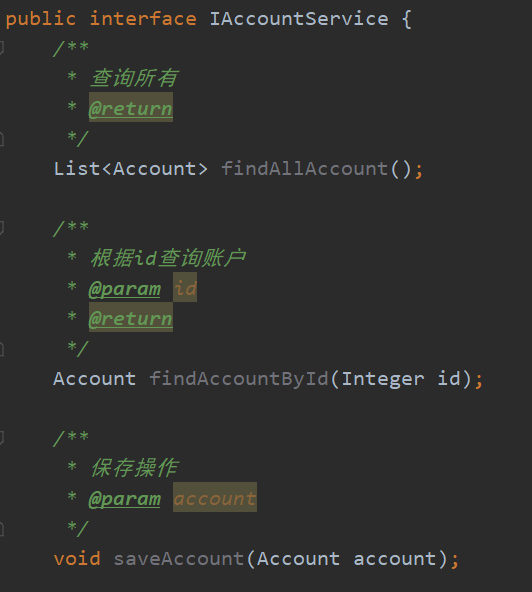 public interface IAccountService {
/**
* 查询所有
* @return
*/
List<Account> findAllAccount();
/**
* 根据id查询账户
* @param id
* @return
*/
Account findAccountById(Integer id);
/**
* 保存操作
* @param account
*/
void saveAccount(Account account);